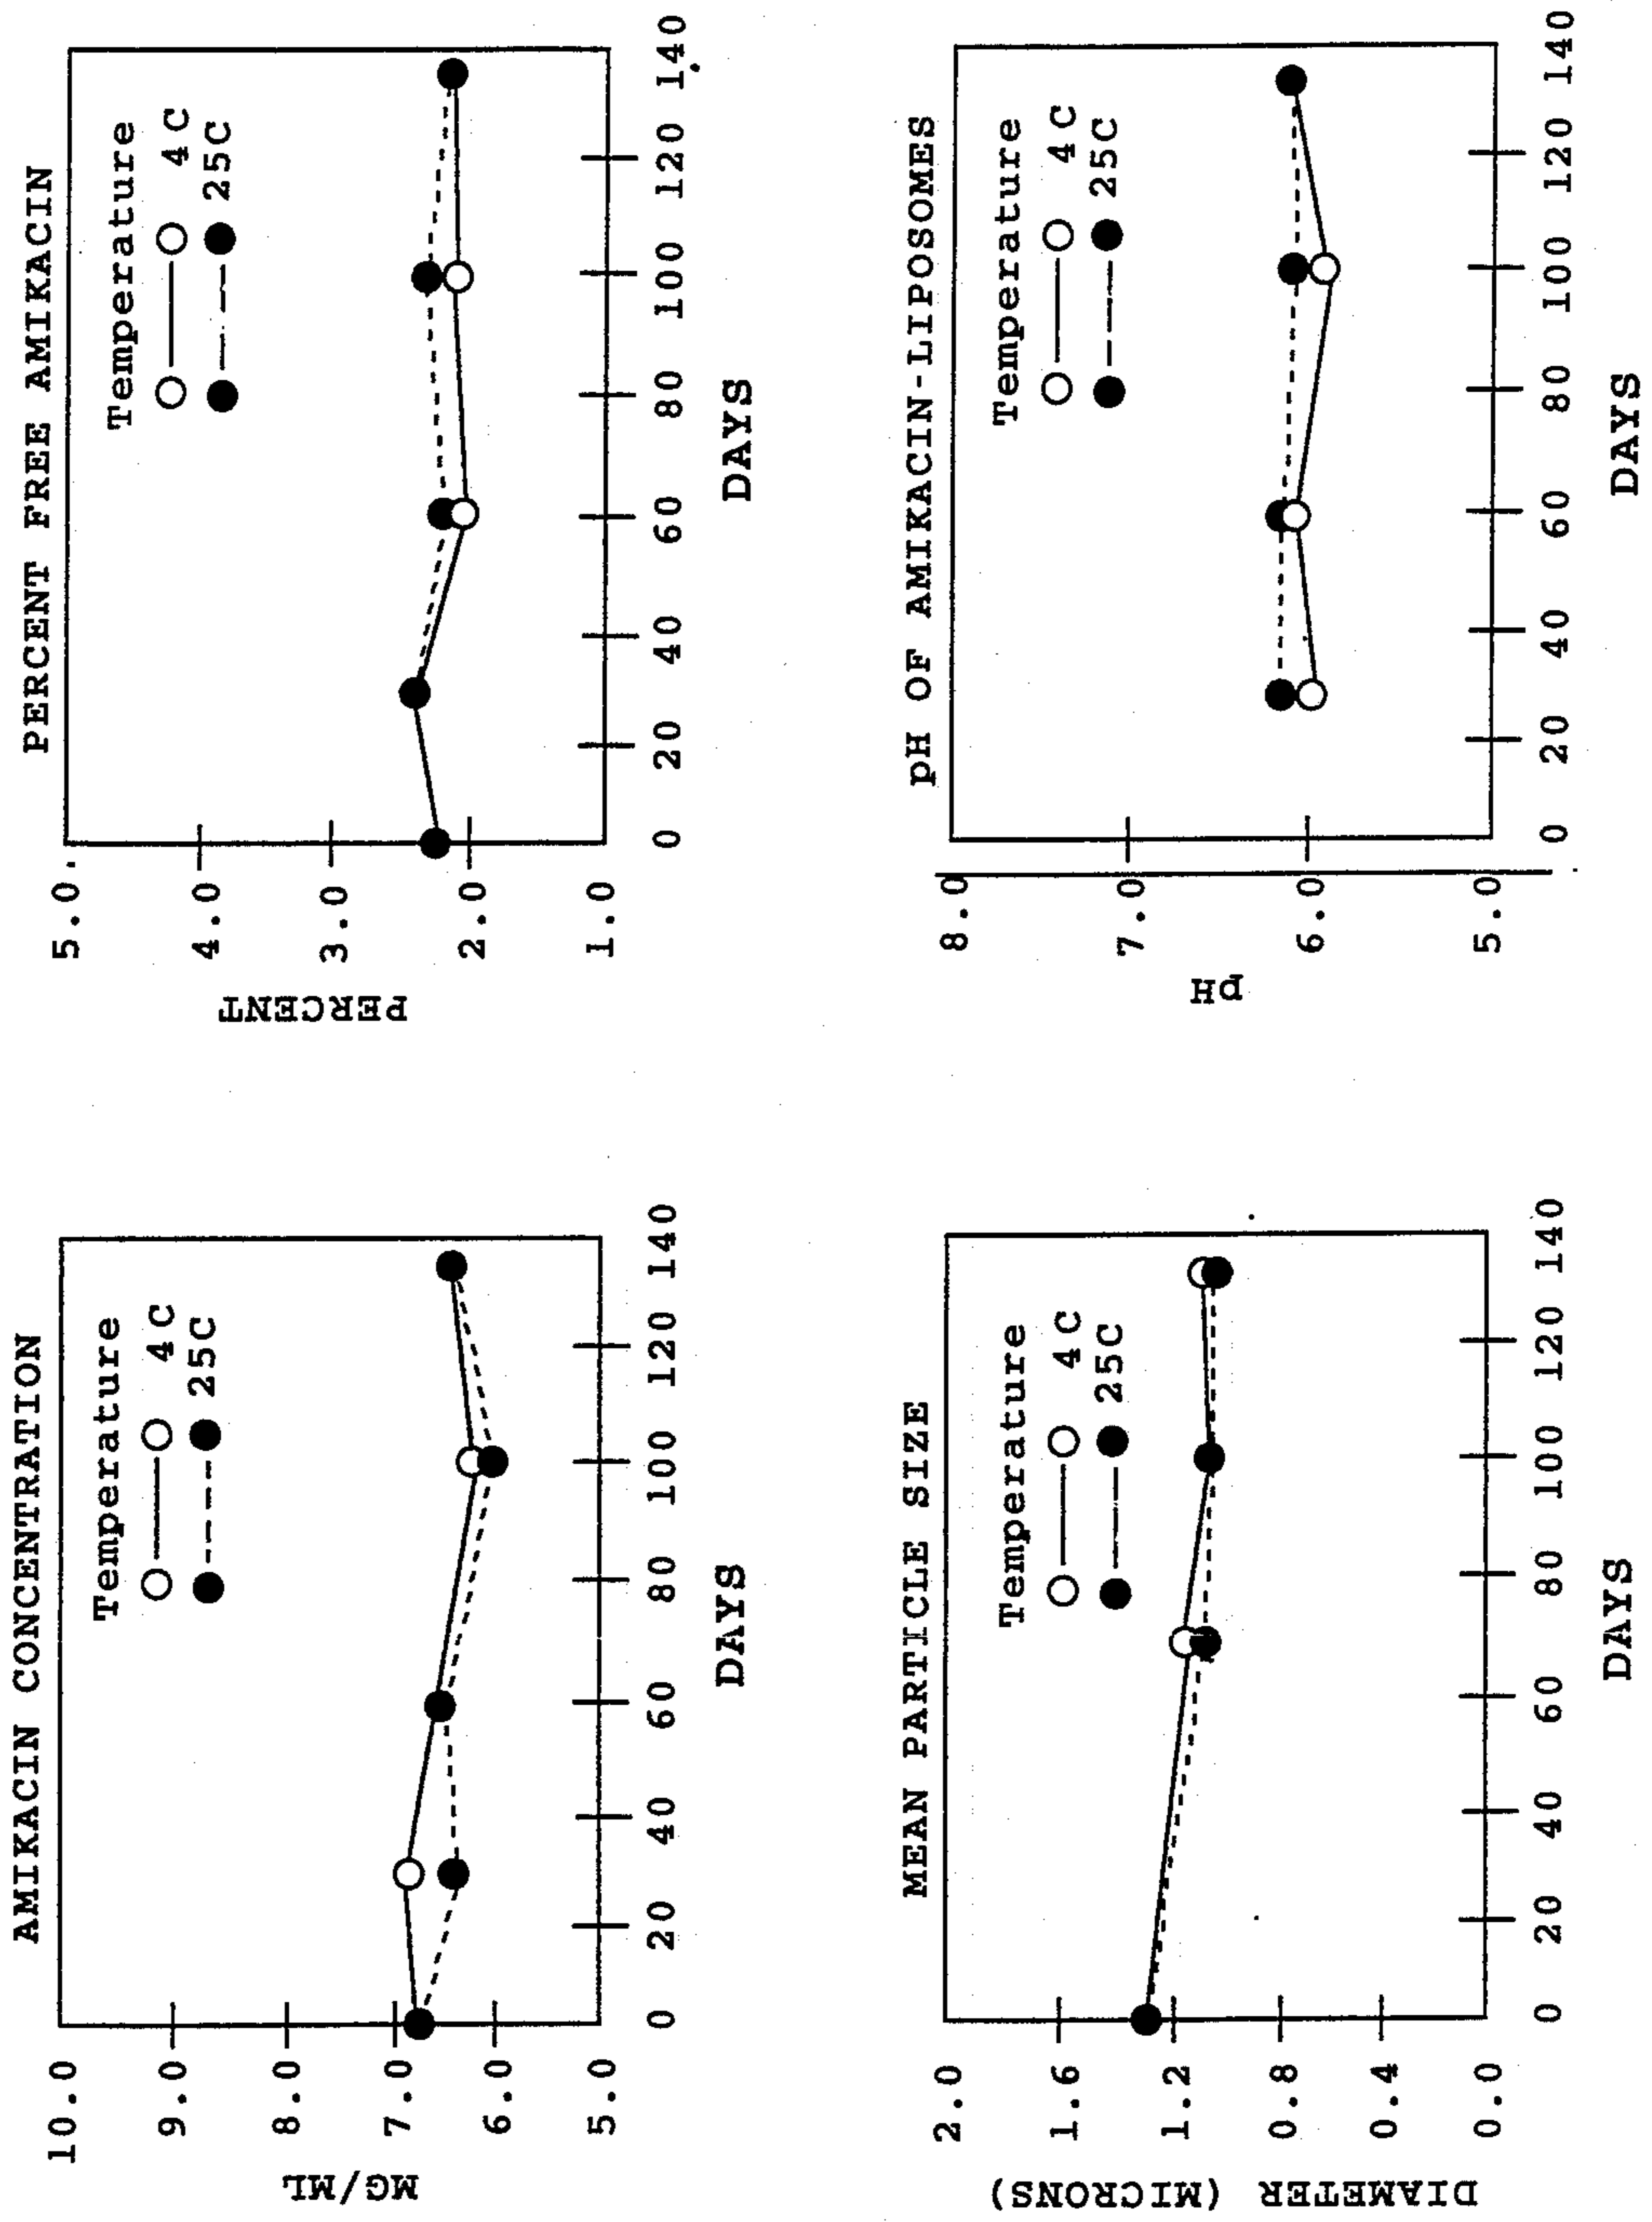 AMIKACIN CONCENTRATION
Temperature
4 C
25C
10.0
9.0
8.0
7.0
6.0
5.0
MG/ML
0 20 40 60 80 100 120 140
DAYS
PERCENT FREE AMIKACIN
Temperature
4 C
25C
5.0
4.0
3.0
2.0
1.0
PERCENT
0 20 40 60 80 100 120 140
DAYS
MEAN PARTICLE SIZE
Temperature
4 C
25C
2.0
1.6
1.2
0.8
0.4
0.0
DIAMETER (MICRONS)
0 20 40 60 80 100 120 140
DAYS
pH OF AMIKACIN-LIPOSOMES
Temperature
4 C
25C
8.0
7.0
6.0
5.0
pH
0 20 40 60 80 100 120 140
DAYS